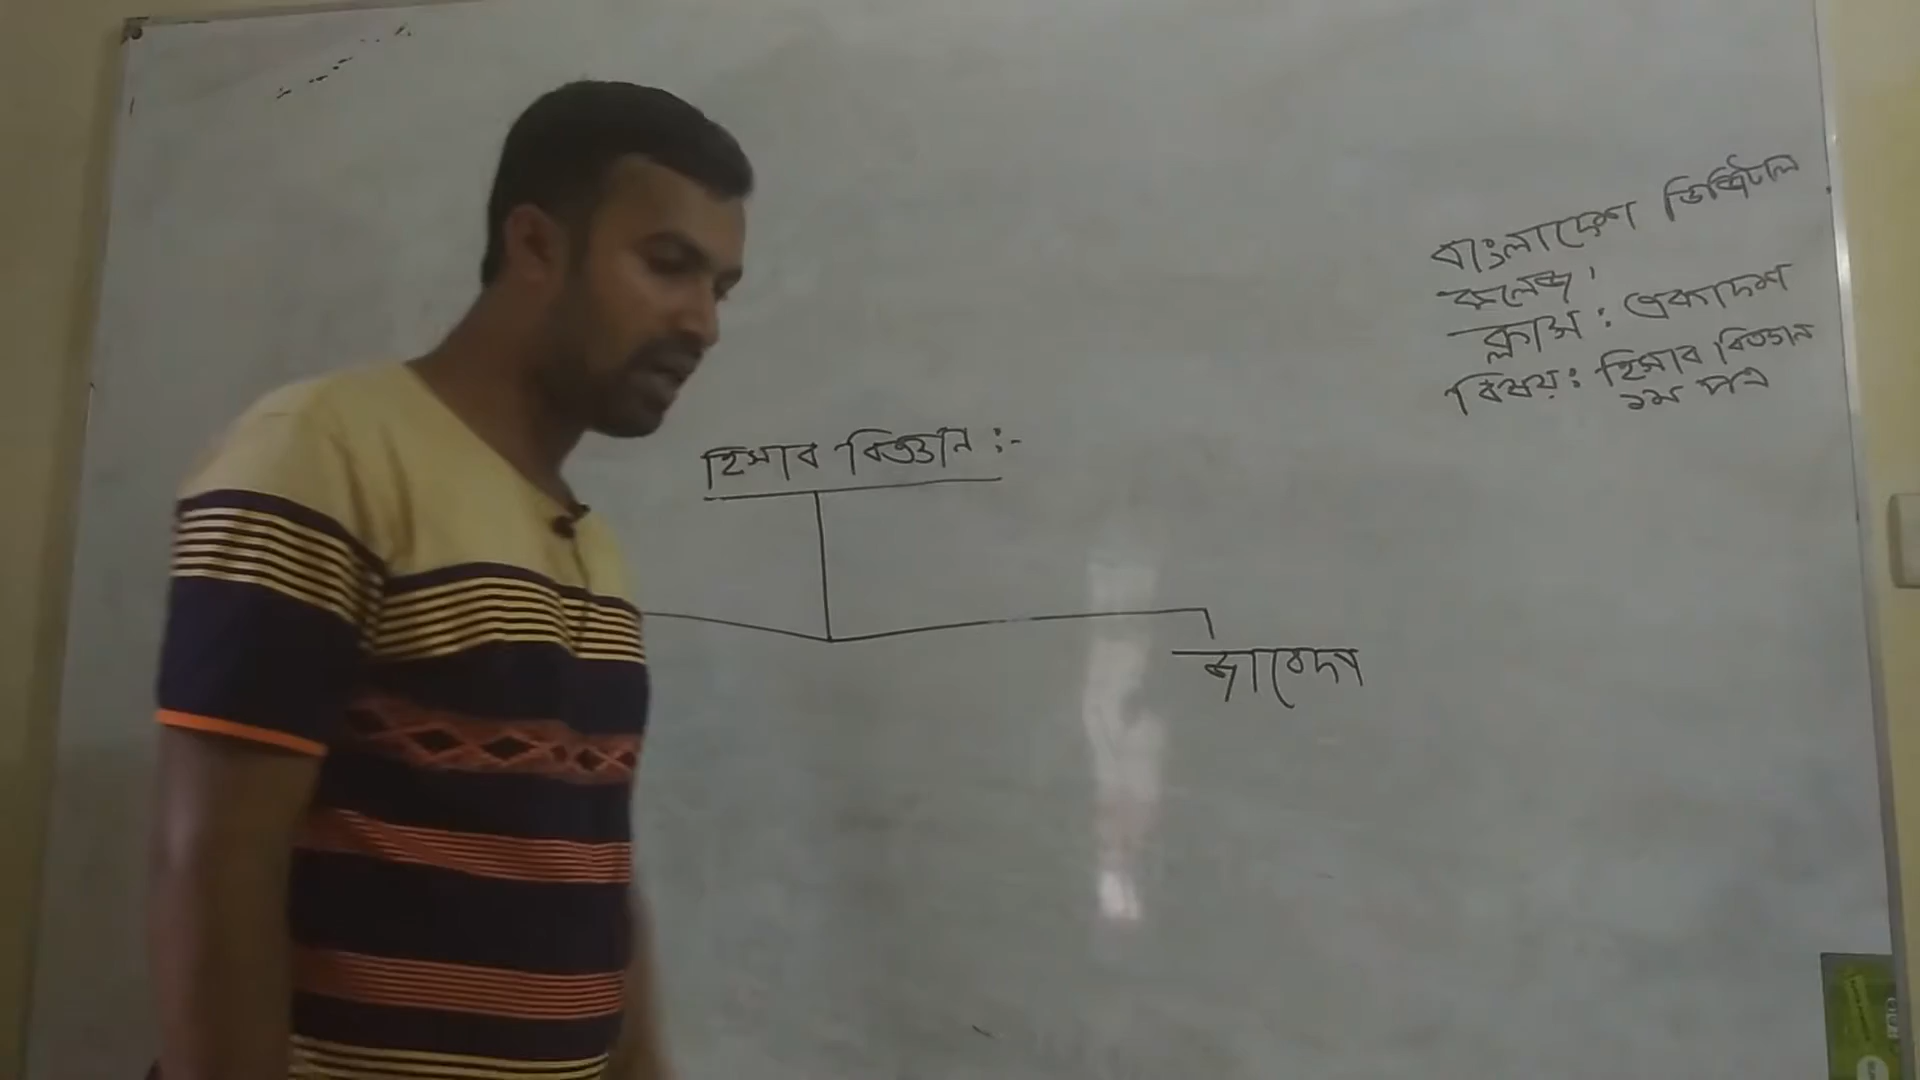 বাংলাদেশ ডিজিটাল
কলেজ
ক্লাস : একাদশ
বিষয় : হিসাব বিজ্ঞান
১ম পত্র
হিসাব বিজ্ঞান :-
জাবেদা